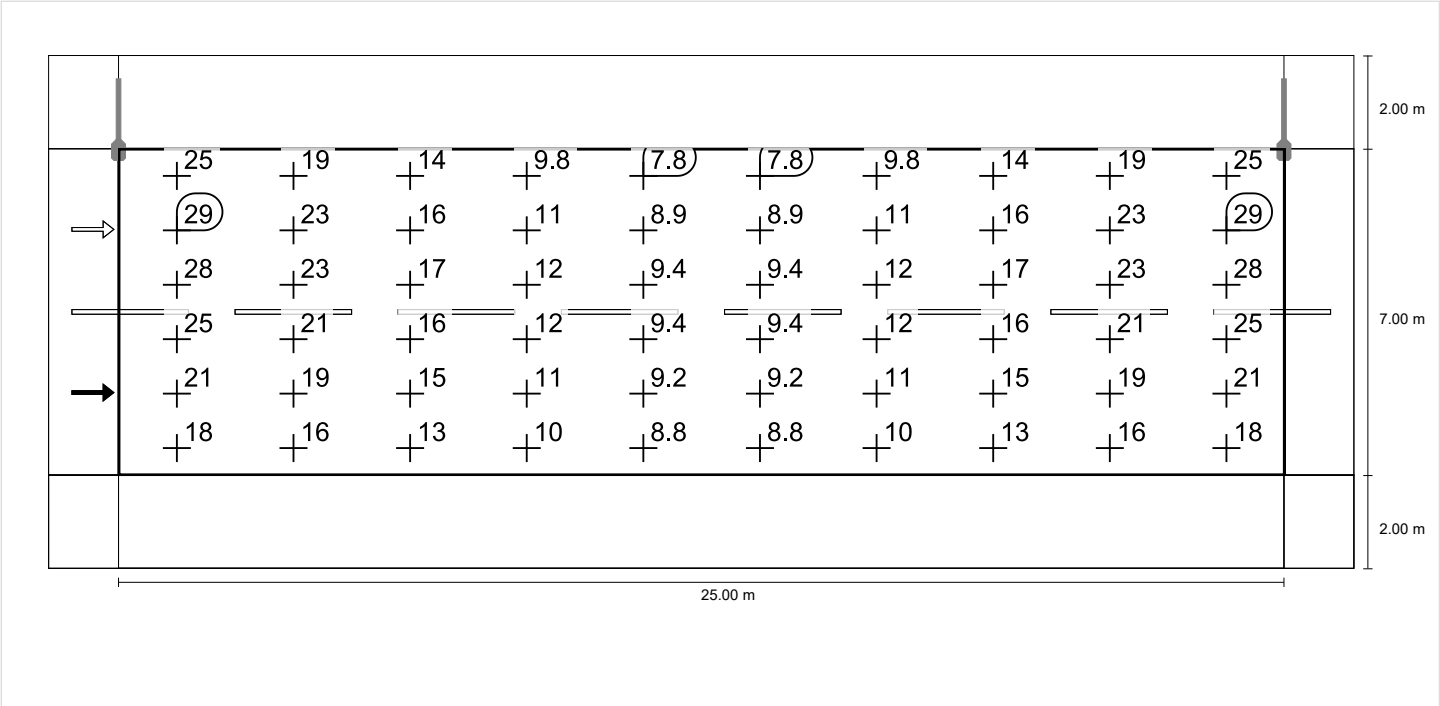 2.00 m
25 19 14 9.8 7.8 7.8 9.8 14 19 25
29 23 16 11 8.9 8.9 11 16 23 29
28 23 17 12 9.4 9.4 12 17 23 28
7.00 m
25 21 16 12 9.4 9.4 12 16 21 25
21 19 15 11 9.2 9.2 11 15 19 21
18 16 13 10 8.8 8.8 10 13 16 18
2.00 m
25.00 m